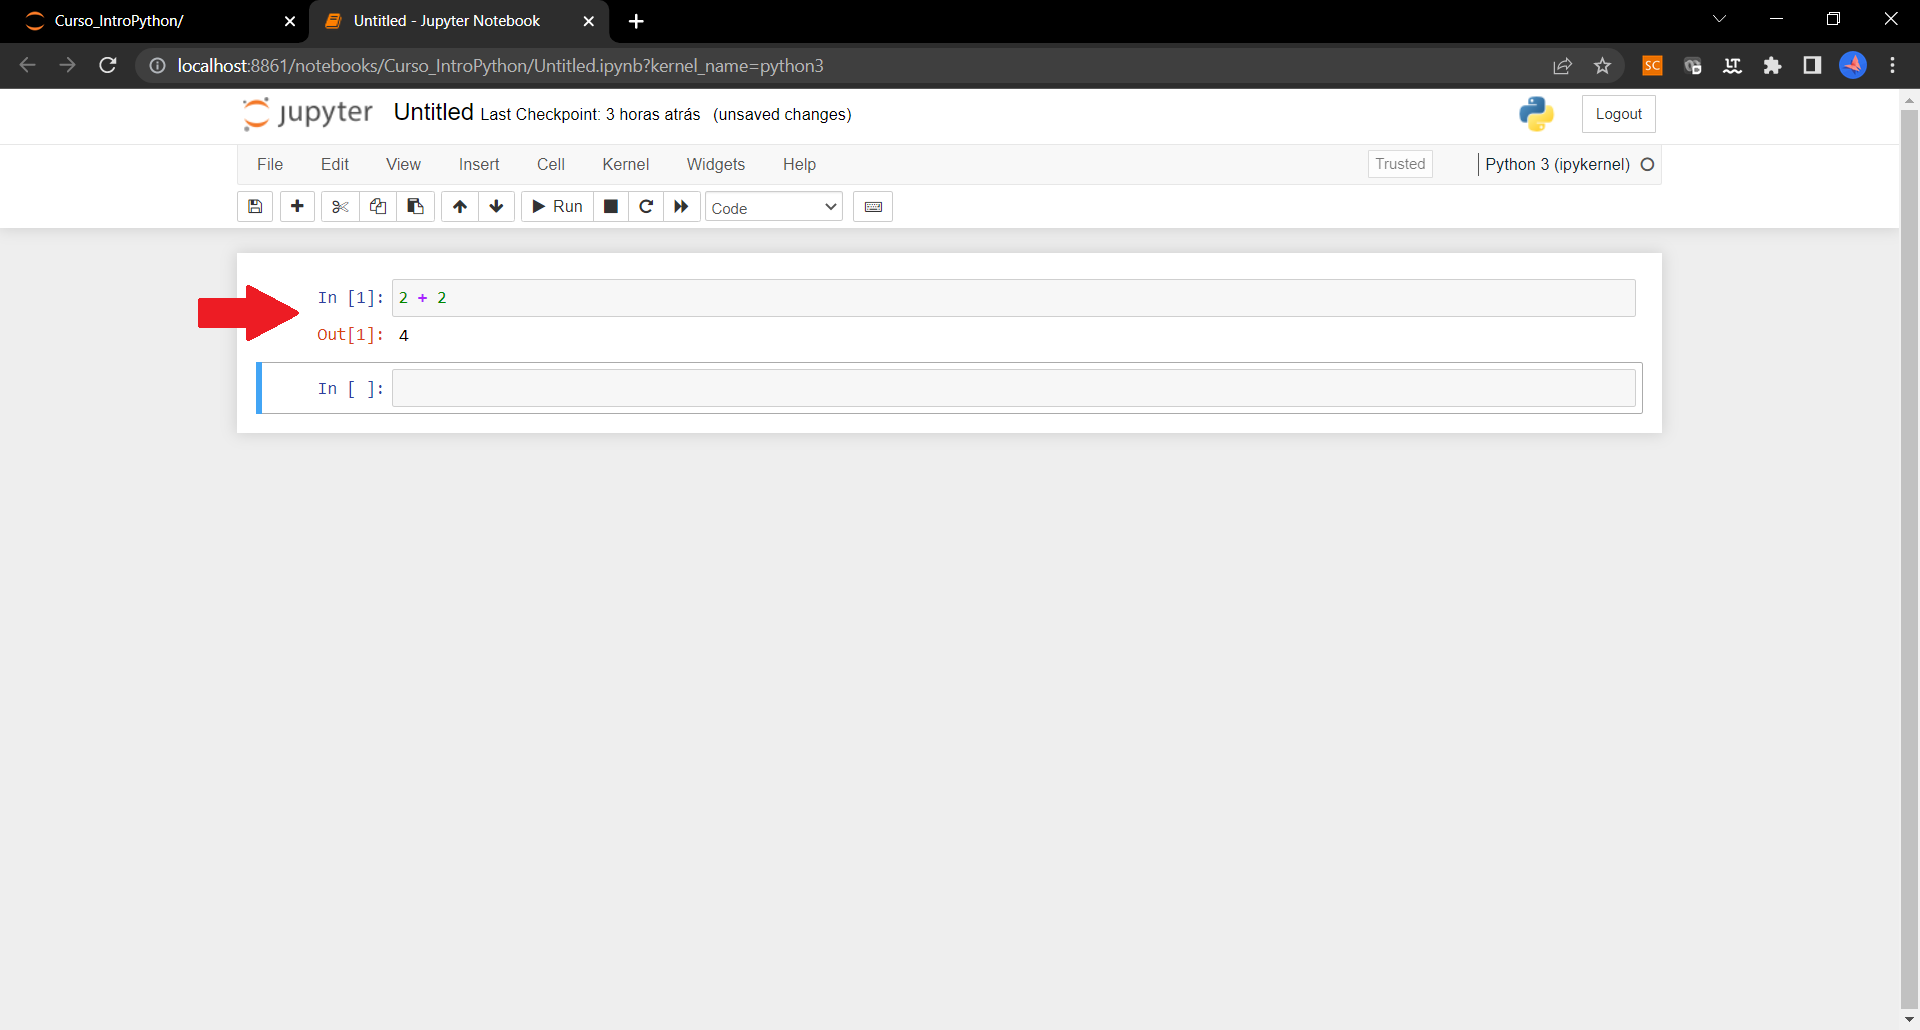 Curso_IntroPython/
Untitled - Jupyter Notebook
localhost:8861/notebooks/Curso_IntroPython/Untitled.ipynb?kernel_name=python3
SC
jupyter Untitled Last Checkpoint: 3 horas atrás (unsaved changes)
Logout
File Edit View Insert Cell Kernel Widgets Help
Trusted
Python 3 (ipykernel)
Run
Code
In [1]: 2 + 2
Out[1]: 4
In [ ]: